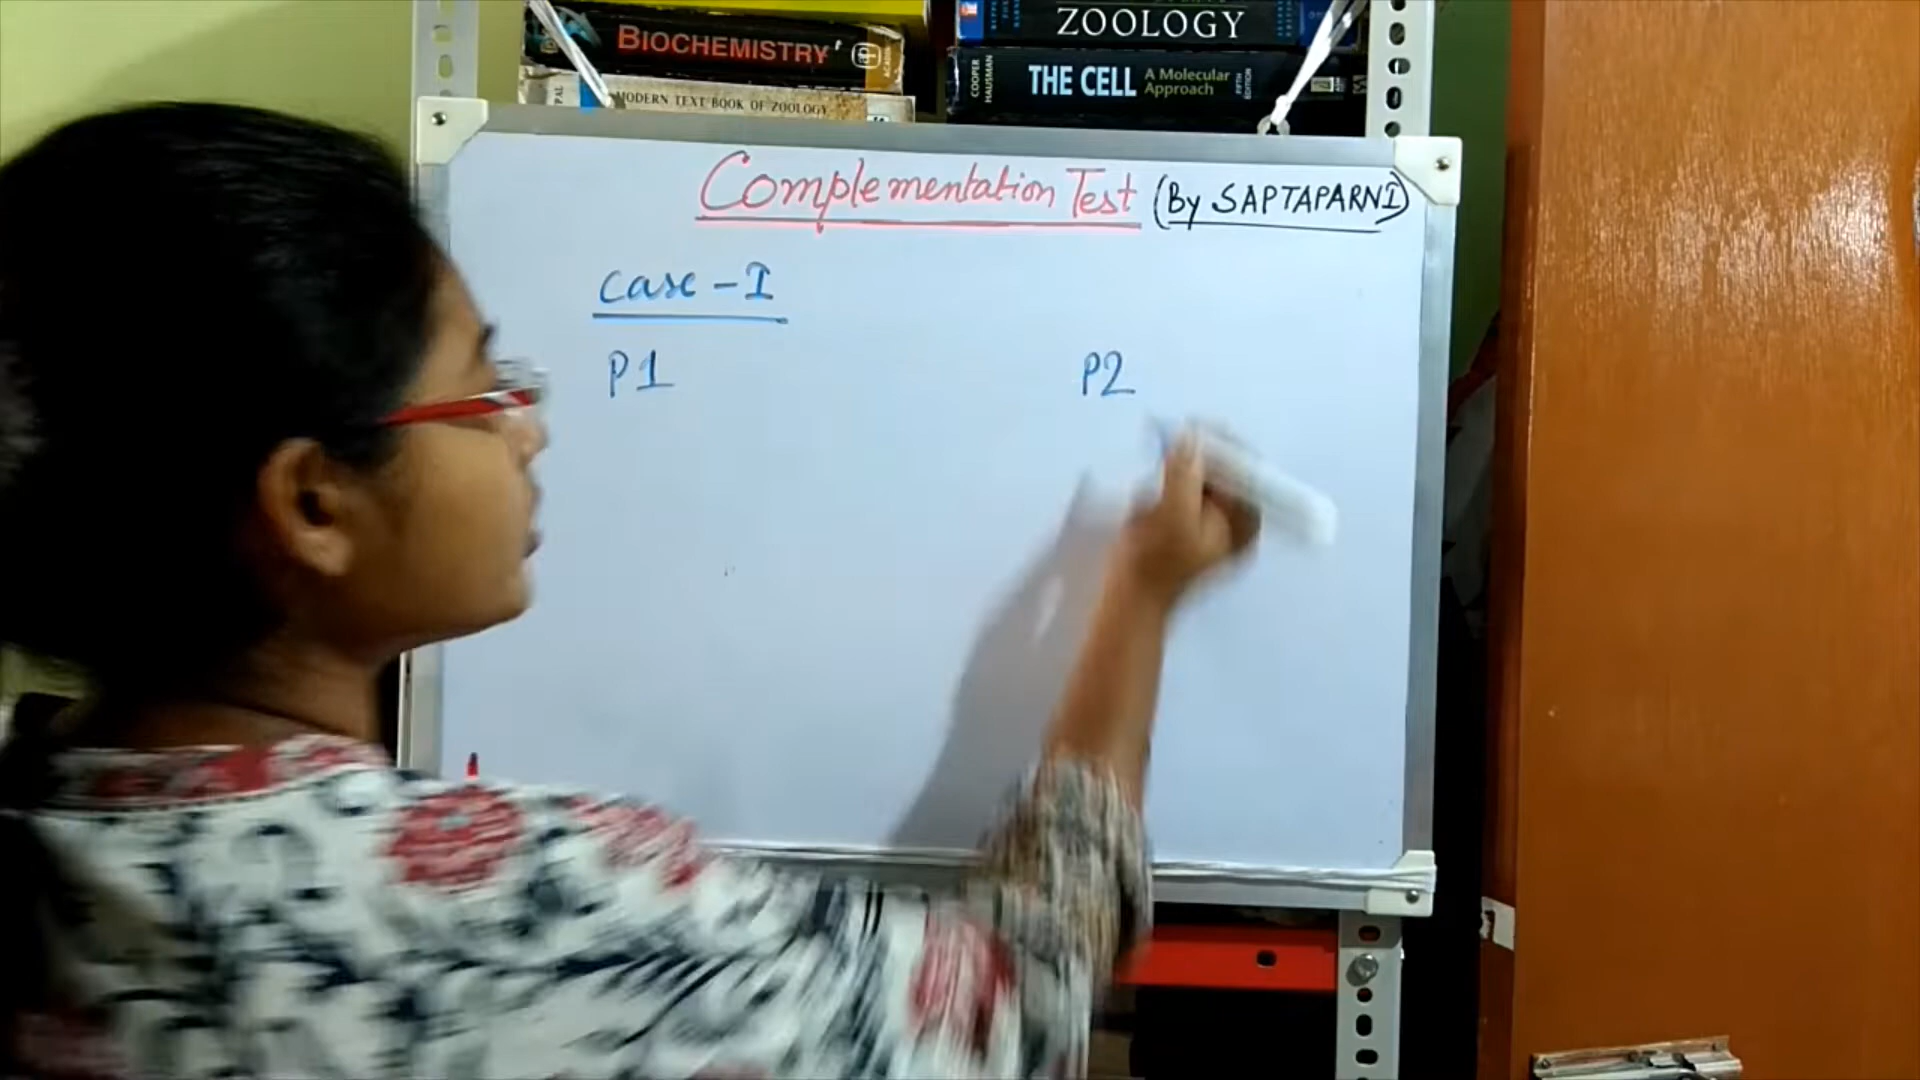 BIOCHEMISTRY
MODERN TEXT BOOK OF ZOOLOGY
ZOOLOGY
COOPER HAUSMAN THE CELL A Molecular Approach FIFTH EDITION
Complementation Test (By SAPTAPARNI)
Case - I
P1 P2